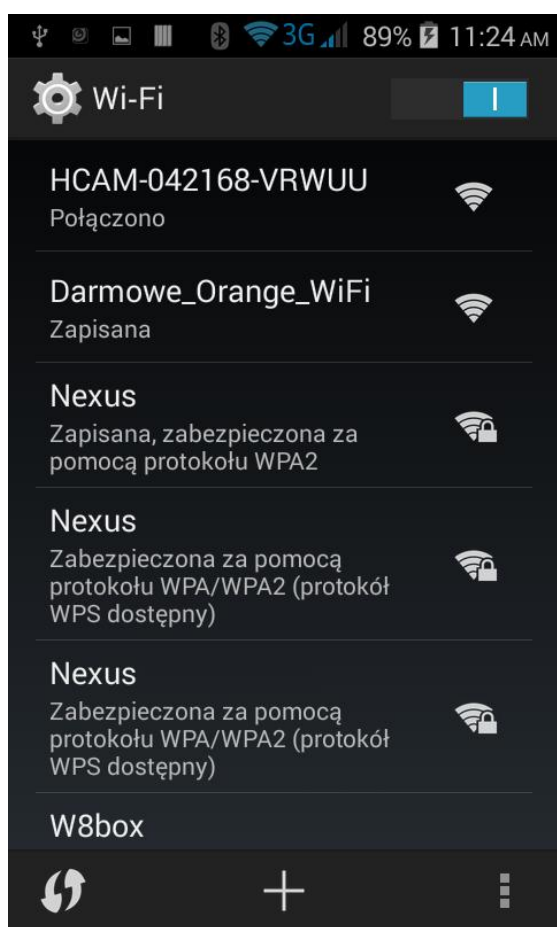 3G 89% 11:24 AM
Wi-Fi
HCAM-042168-VRWUU
Połączono
Darmowe_Orange_WiFi
Zapisana
Nexus
Zapisana, zabezpieczona za
pomocą protokołu WPA2
Nexus
Zabezpieczona za pomocą
protokołu WPA/WPA2 (protokół
WPS dostępny)
Nexus
Zabezpieczona za pomocą
protokołu WPA/WPA2 (protokół
WPS dostępny)
W8box